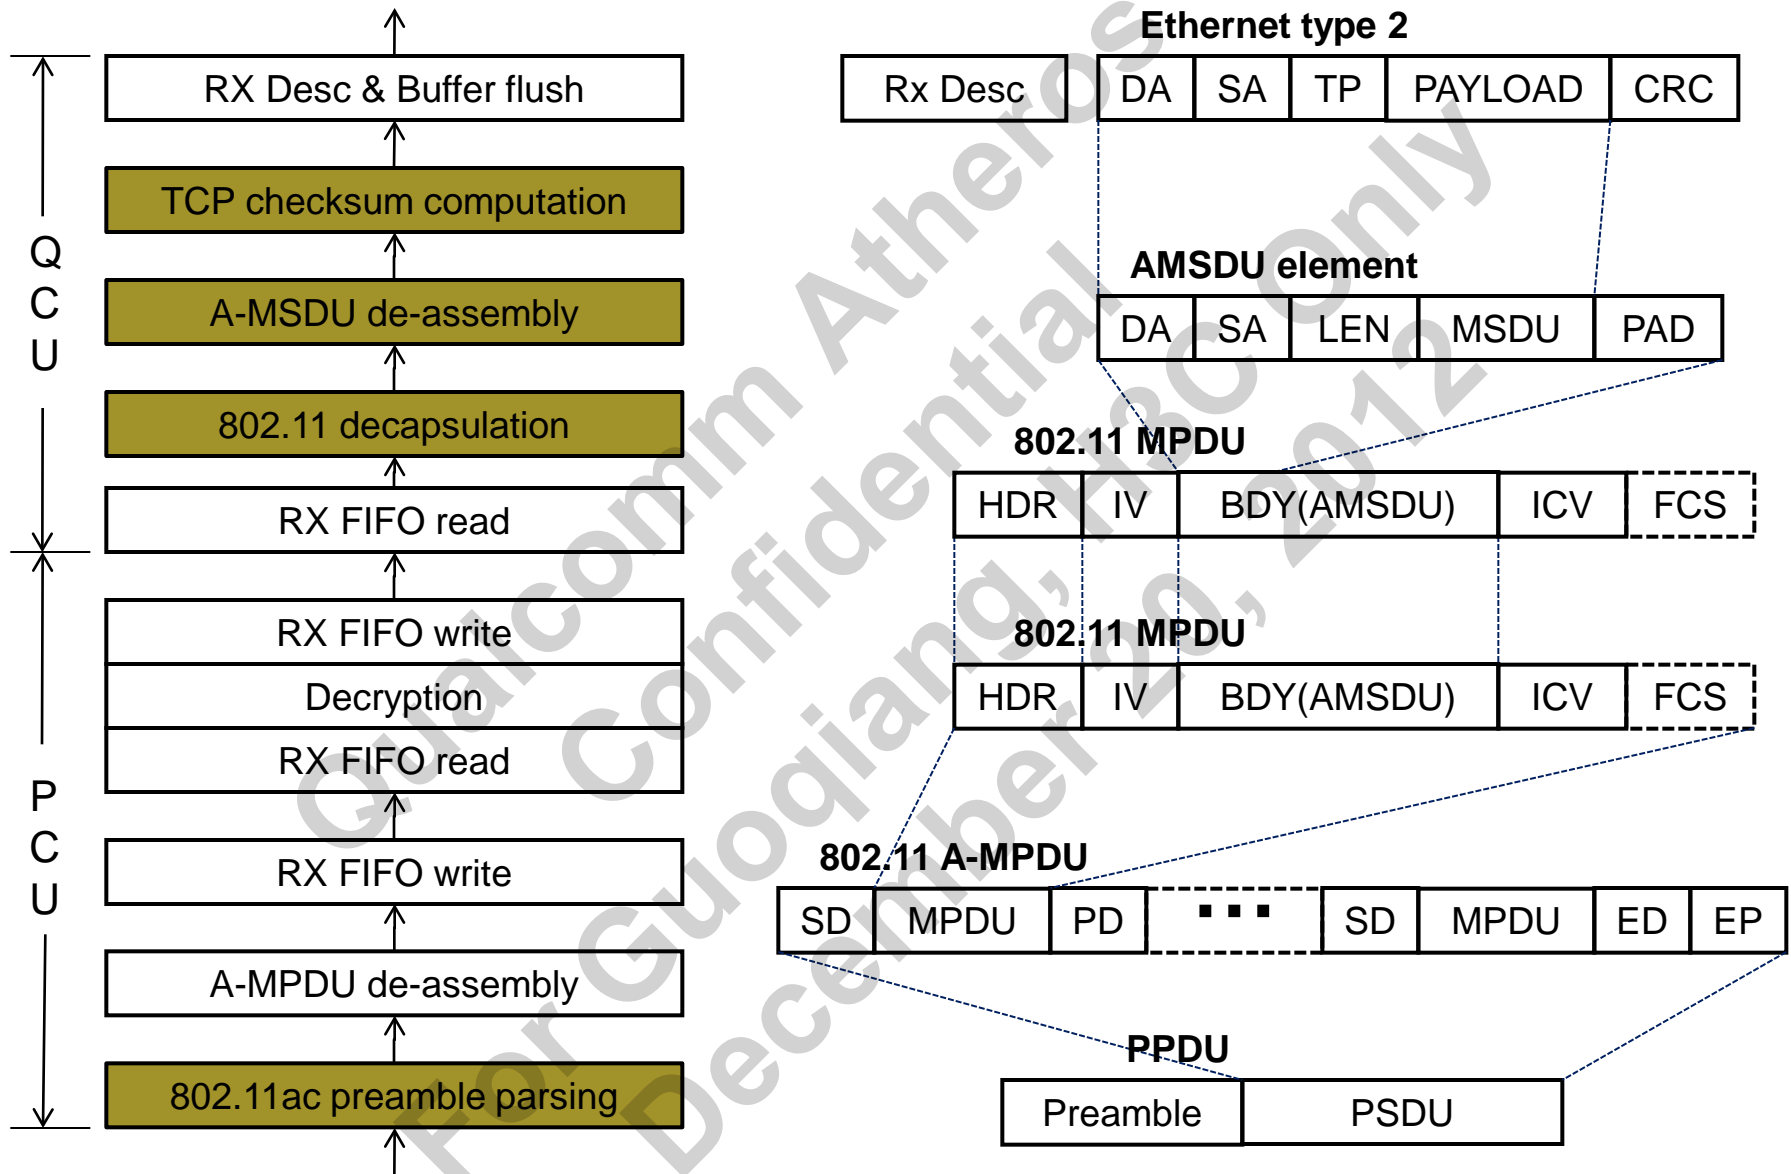 Ethernet type 2
RX Desc & Buffer flush
Rx Desc DA SA TP PAYLOAD CRC
TCP checksum computation
QCU
AMSDU element
A-MSDU de-assembly
DA SA LEN MSDU PAD
802.11 decapsulation
802.11 MPDU
RX FIFO read
HDR IV BDY(AMSDU) ICV FCS
RX FIFO write
802.11 MPDU
Decryption
HDR IV BDY(AMSDU) ICV FCS
RX FIFO read
PCU
802.11 A-MPDU
RX FIFO write
SD MPDU PD ... SD MPDU ED EP
A-MPDU de-assembly
PPDU
802.11ac preamble parsing
Preamble PSDU
Qualcomm Atheros
Confidential
For Guoqiang, H3C Only
December 20, 2012